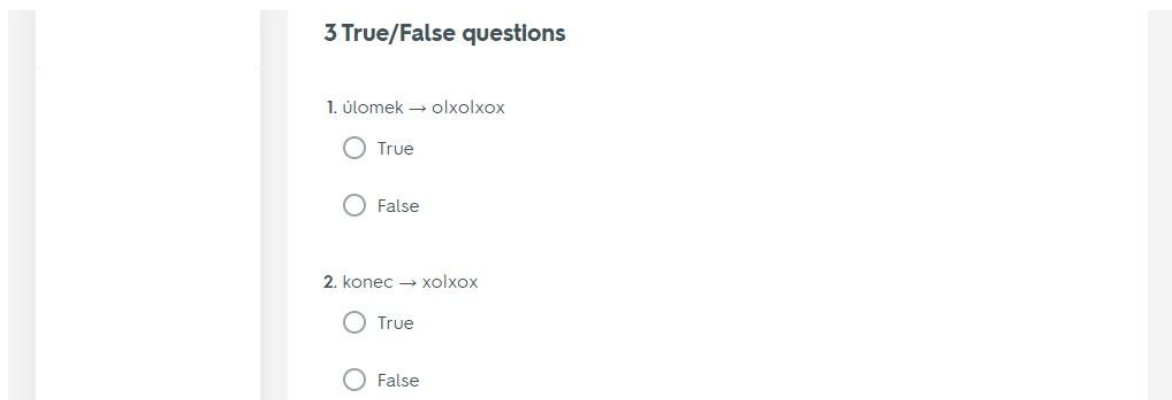 3 True/False questions
1. úlomek → olxolxox
True
False
2. konec → xolxox
True
False